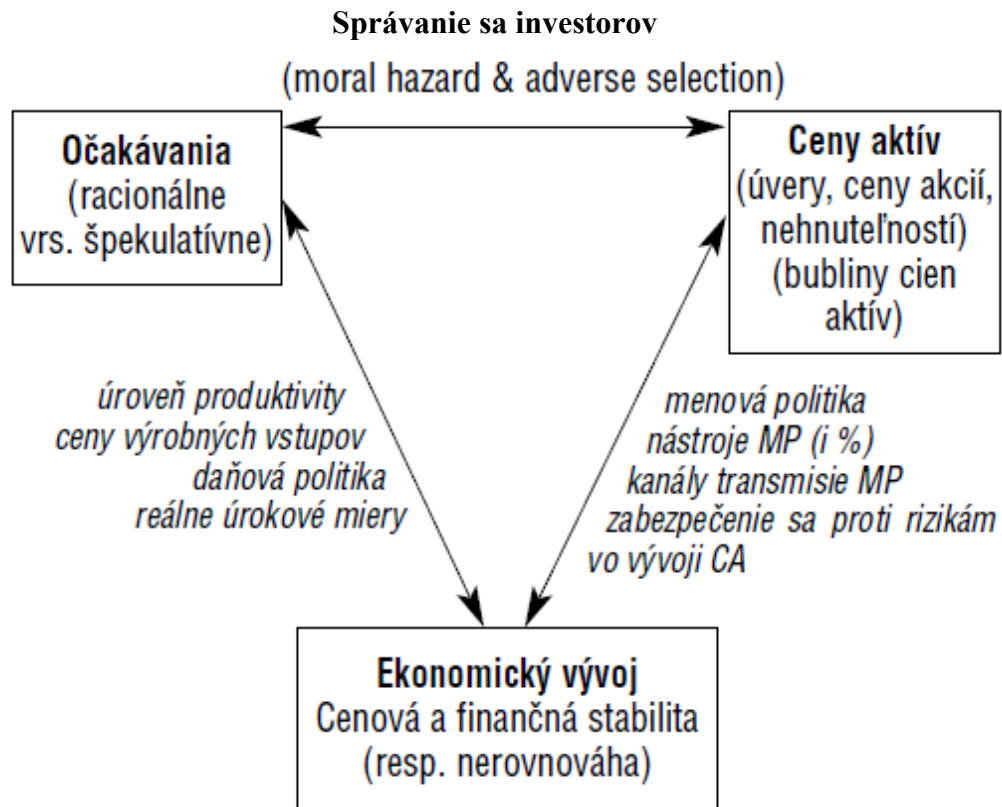 Správanie sa investorov
(moral hazard & adverse selection)
Očakávania
(racionálne
vrs. špekulatívne)
Ceny aktív
(úvery, ceny akcií,
nehnuteľností)
(bubliny cien
aktív)
úroveň produktivity
ceny výrobných vstupov
daňová politika
reálne úrokové miery
menová politika
nástroje MP (i %)
kanály transmisie MP
zabezpečenie sa proti rizikám
vo vývoji CA
Ekonomický vývoj
Cenová a finančná stabilita
(resp. nerovnováha)